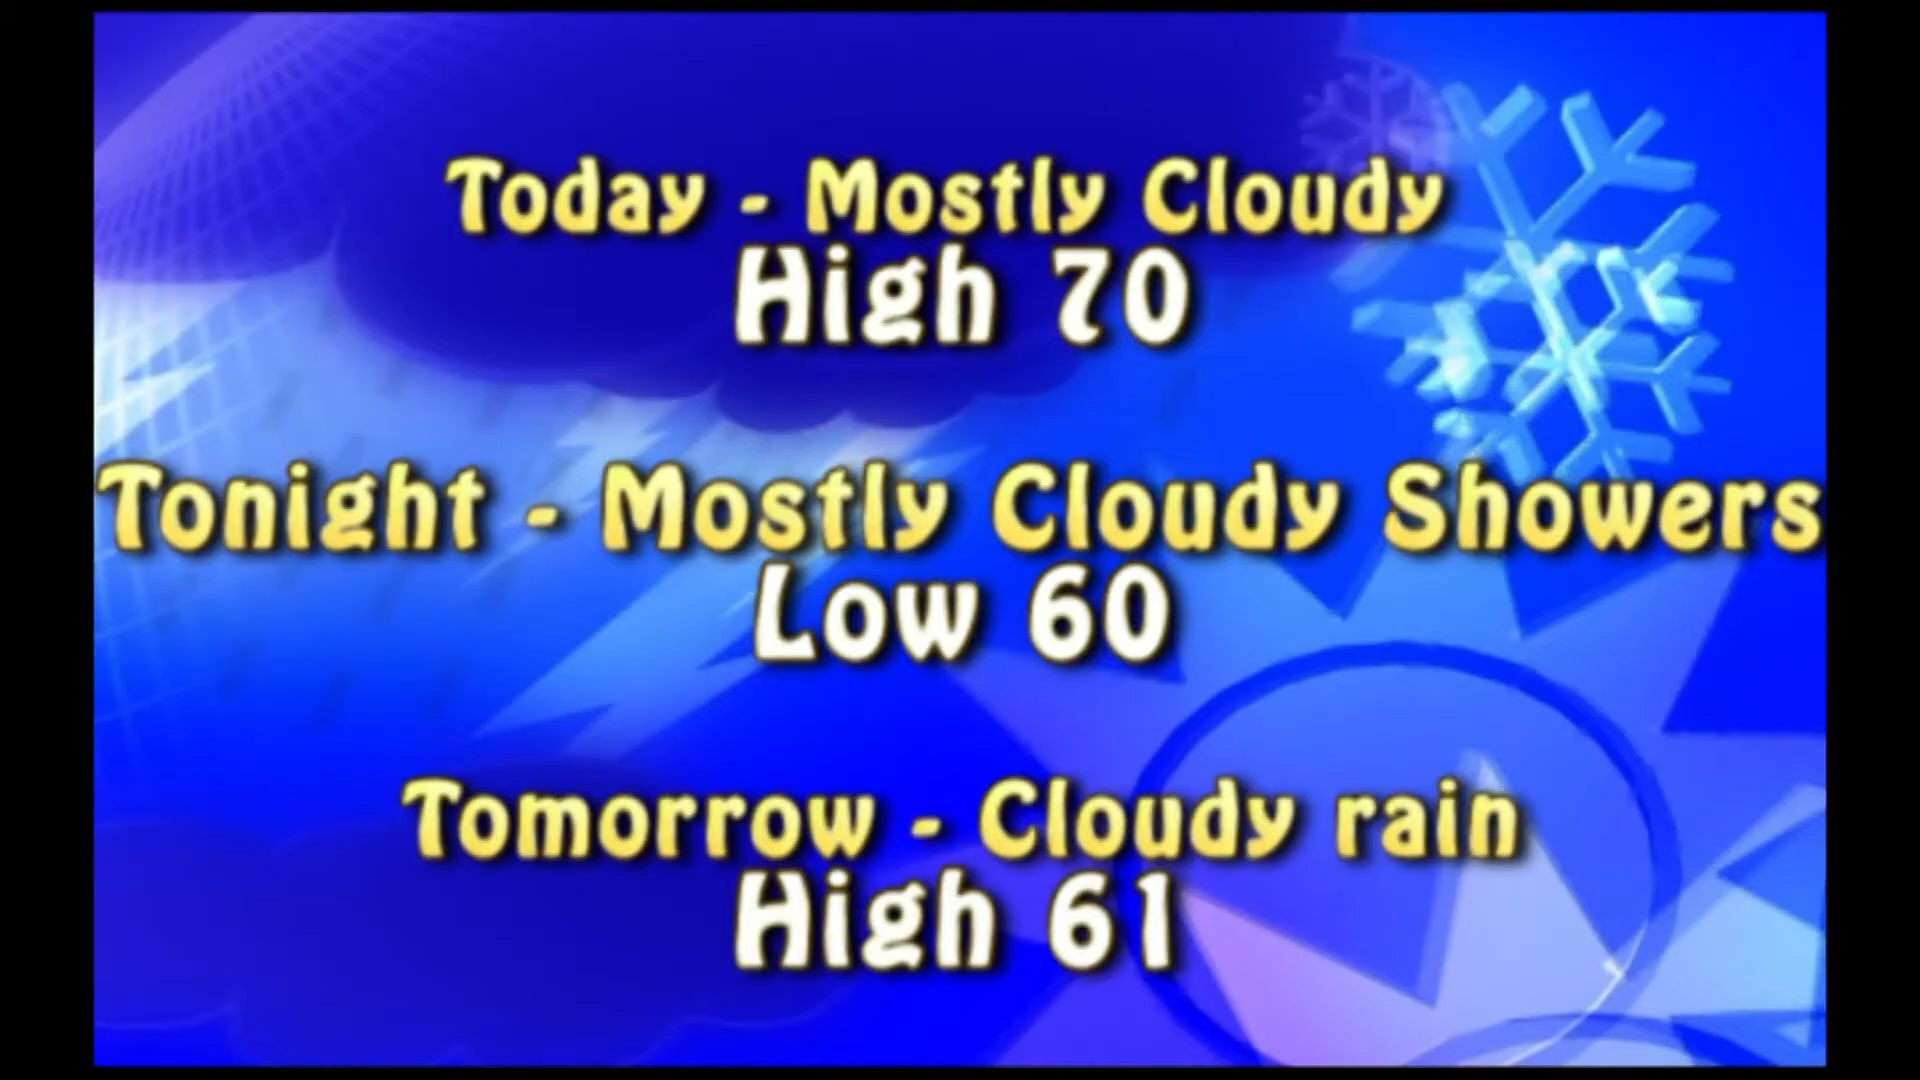 Today - Mostly Cloudy
High 70
Tonight - Mostly Cloudy Showers
Low 60
Tomorrow - Cloudy rain
High 61